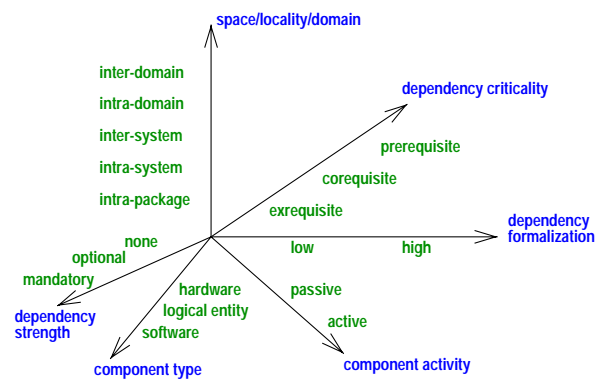 space/locality/domain
inter-domain
dependency criticality
intra-domain
prerequisite
inter-system
corequisite
intra-system
intra-package
exrequisite
dependency
formalization
none
low
high
optional
mandatory
hardware
passive
logical entity
dependency
strength
software
active
component type
component activity